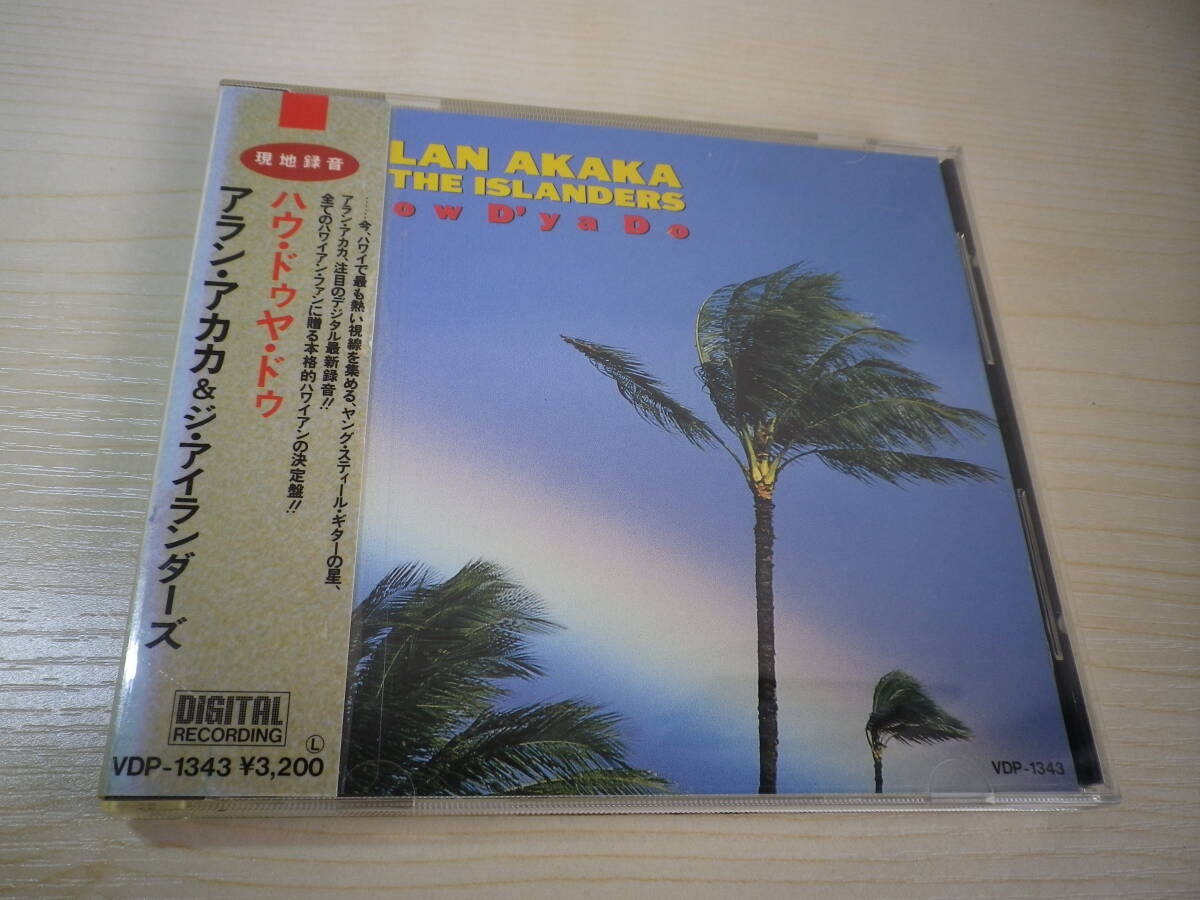 現地録音
ハウ・ドゥヤ・ドゥ
アラン・アカカ&ジ・アイランダーズ
………今、ハワイで最も熱い視線を集める、ヤング・スティール・ギターの星、
アラン・アカカ、注目のデジタル最新録音!!
全てのハワイアン・ファンに贈る本格的ハワイアンの決定盤!!
DIGITAL
RECORDING
Ⓛ
VDP-1343 ¥3,200
LAN AKAKA
THE ISLANDERS
ow D'ya Do
VDP-1343